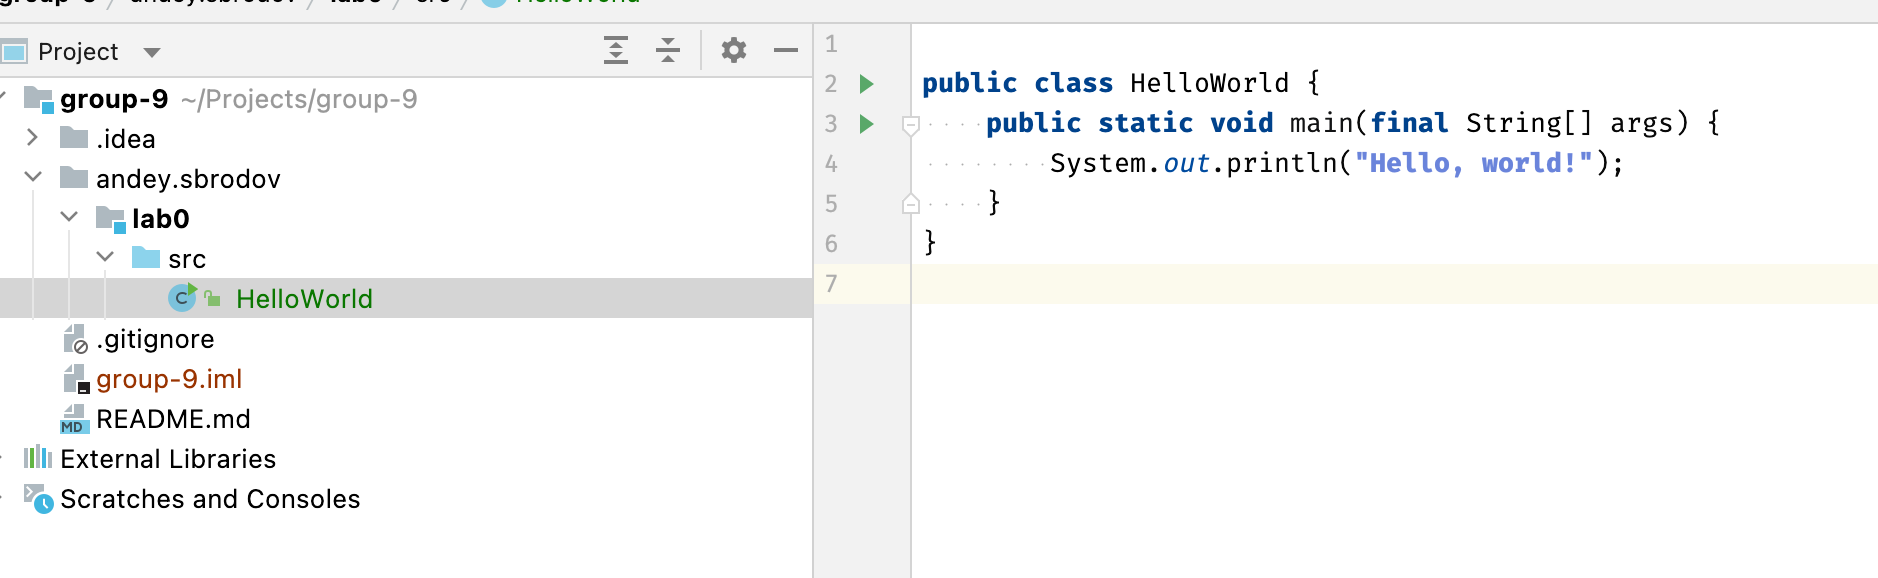 group-9 / andey.sbrodov / lab0 / src / HelloWorld
Project
group-9 ~/Projects/group-9
.idea
andey.sbrodov
lab0
src
C HelloWorld
.gitignore
group-9.iml
MD README.md
External Libraries
Scratches and Consoles
1
2 public class HelloWorld {
3 public static void main(final String[] args) {
4 System.out.println("Hello, world!");
5 }
6 }
7